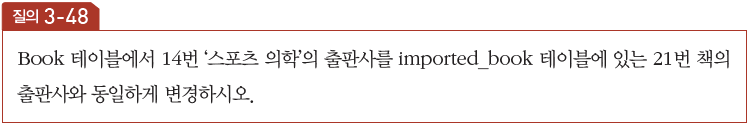 질의 3-48
Book 테이블에서 14번 ‘스포츠 의학’의 출판사를 imported_book 테이블에 있는 21번 책의
출판사와 동일하게 변경하시오.